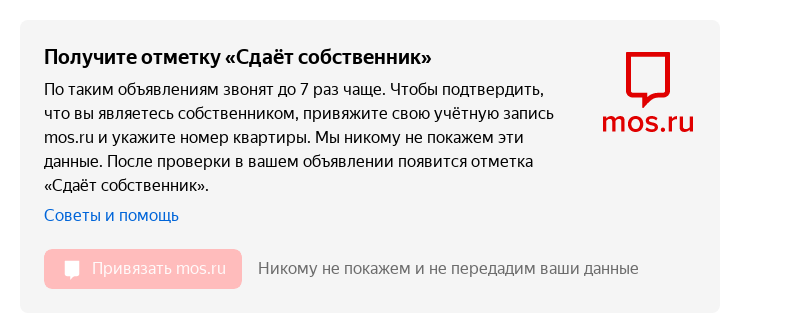 Получите отметку «Сдаёт собственник»
По таким объявлениям звонят до 7 раз чаще. Чтобы подтвердить,
что вы являетесь собственником, привяжите свою учётную запись
mos.ru и укажите номер квартиры. Мы никому не покажем эти
данные. После проверки в вашем объявлении появится отметка
«Сдаёт собственник».
Советы и помощь
mos.ru
Привязать mos.ru
Никому не покажем и не передадим ваши данные